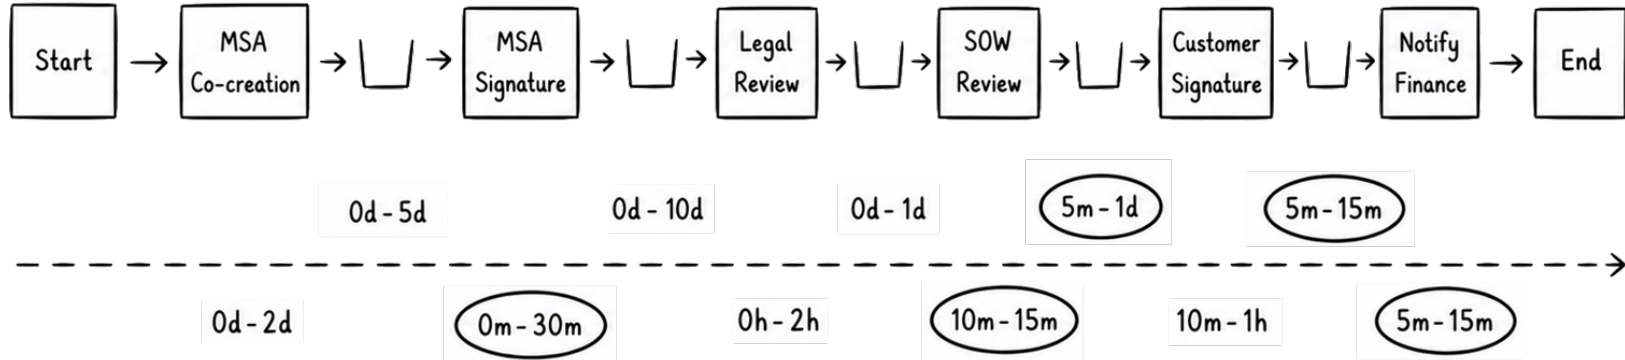 Start
MSA
Co-creation
MSA
Signature
Legal
Review
SOW
Review
Customer
Signature
Notify
Finance
End
0d - 5d
0d - 10d
0d - 1d
5m - 1d
5m - 15m
0d - 2d
0m - 30m
0h - 2h
10m - 15m
10m - 1h
5m - 15m